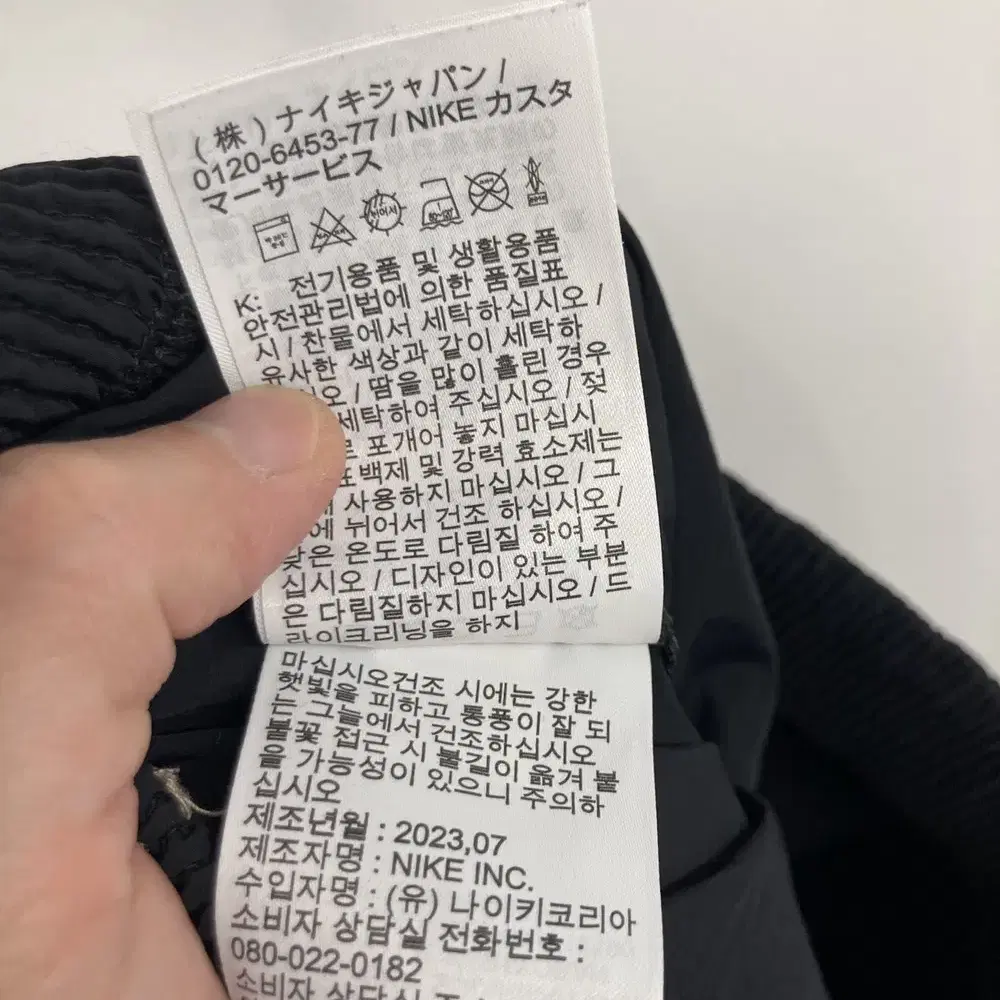 (株)ナイキジャパン/
0120-6453-77 / NIKE カスタ
マーサービス
K: 전기용품 및 생활용품
안전관리법에 의한 품질표
시 / 찬물에서 세탁하십시오 /
유사한 색상과 같이 세탁하
오 / 땀을 많이 흘린 경우
세탁하여 주십시오 / 젖
로 포개어 놓지 마십시
표백제 및 강력 효소제는
사용하지 마십시오 / 그
에 뉘어서 건조 하십시오 /
낮은 온도로 다림질 하여 주
십시오 / 디자인이 있는 부분
은 다림질하지 마십시오 / 드
라이크리닝을 하지
마십시오건조 시에는 강한
햇빛을 피하고 통풍이 잘 되
는 그늘에서 건조하십시오
불꽃 접근 시 불길이 옮겨 붙
을 가능성이 있으니 주의하
십시오
제조년월 : 2023,07
제조자명 : NIKE INC.
수입자명 : (유) 나이키코리아
소비자 상담실 전화번호 :
080-022-0182
소비자 상담실